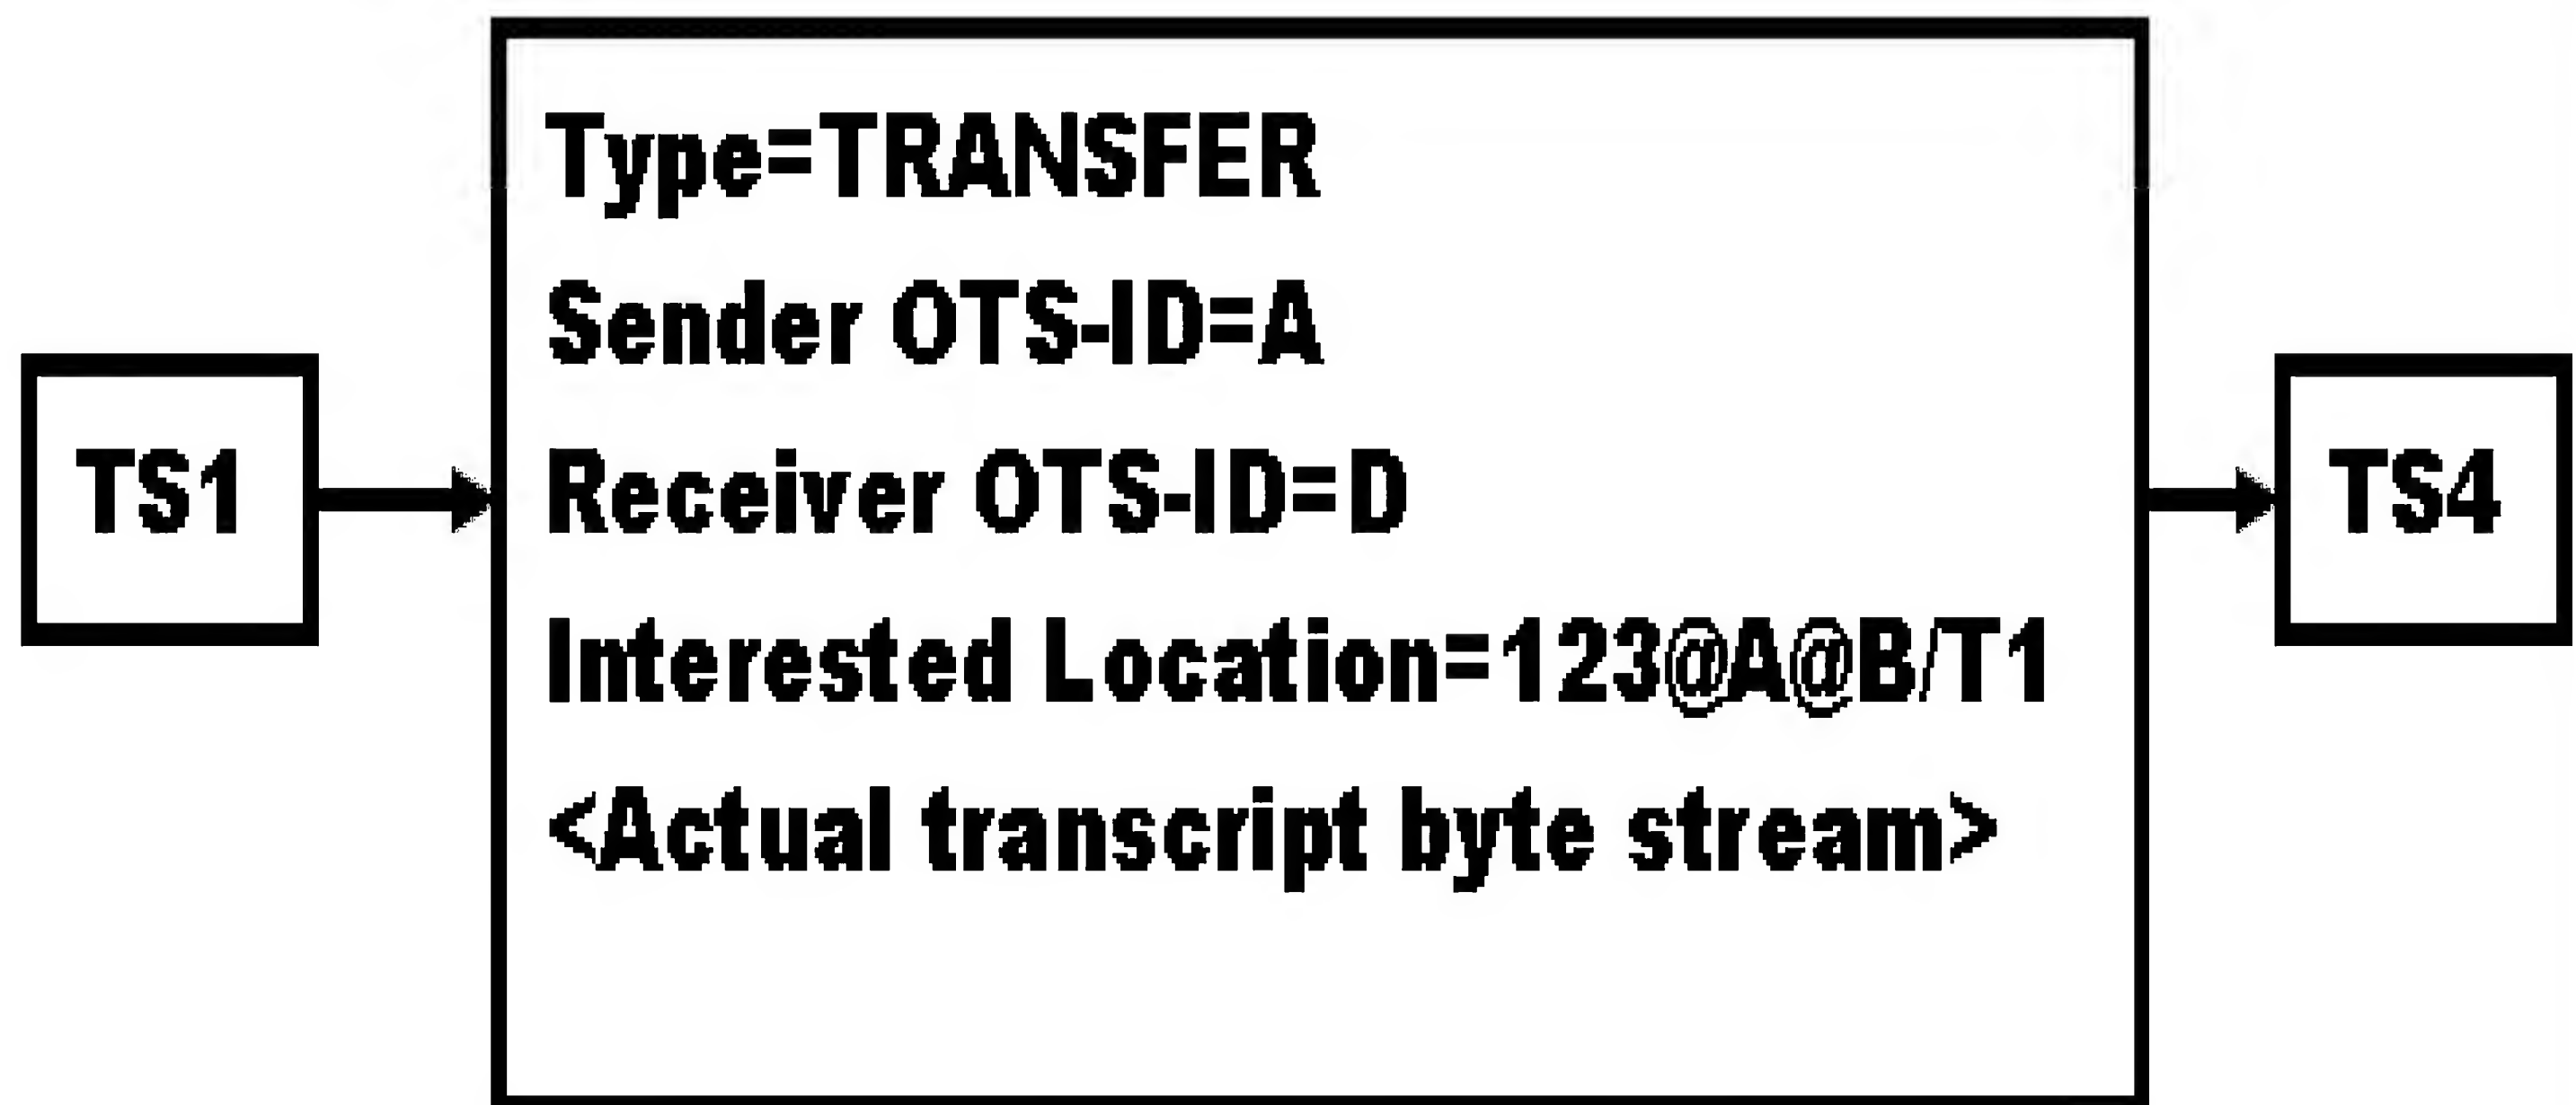 TS1
Type=TRANSFER
Sender OTS-ID=A
Receiver OTS-ID=D
Interested Location=123@A@B/T1
<Actual transcript byte stream>
TS4